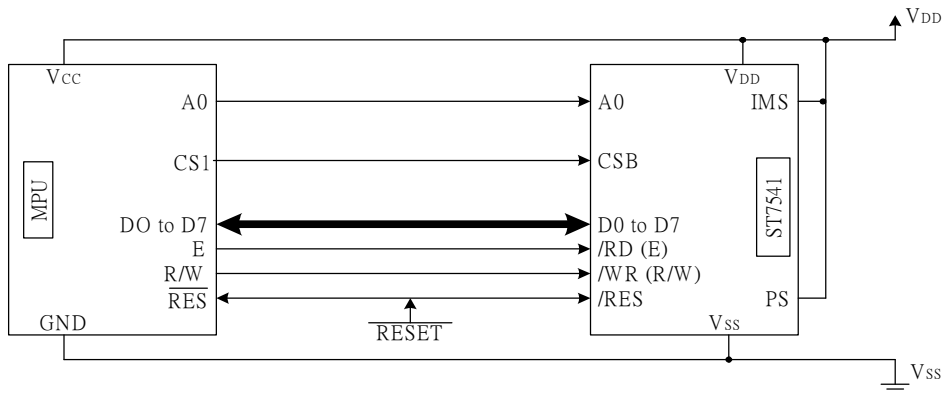 VDD
VCC
VDD
A0
A0
IMS
CS1
CSB
MPU
ST7541
DO to D7
D0 to D7
E
/RD (E)
R/W
/WR (R/W)
RES
/RES
PS
GND
RESET
VSS
VSS